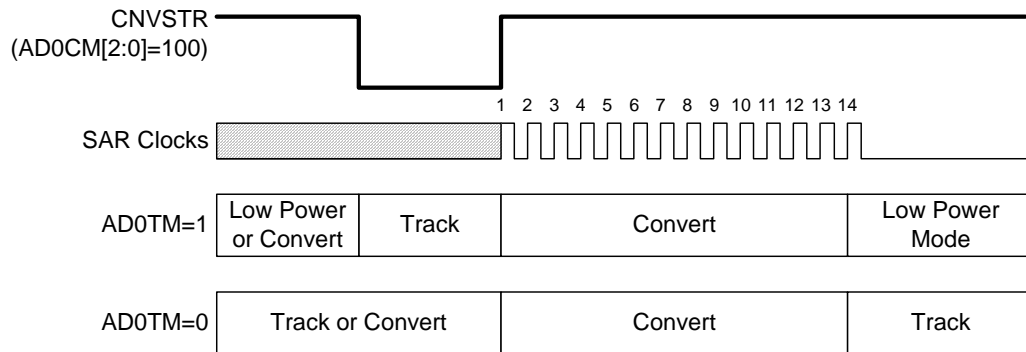 CNVSTR
(AD0CM[2:0]=100)
1 2 3 4 5 6 7 8 9 10 11 12 13 14
SAR Clocks
AD0TM=1
Low Power
or Convert
Track
Convert
Low Power
Mode
AD0TM=0
Track or Convert
Convert
Track